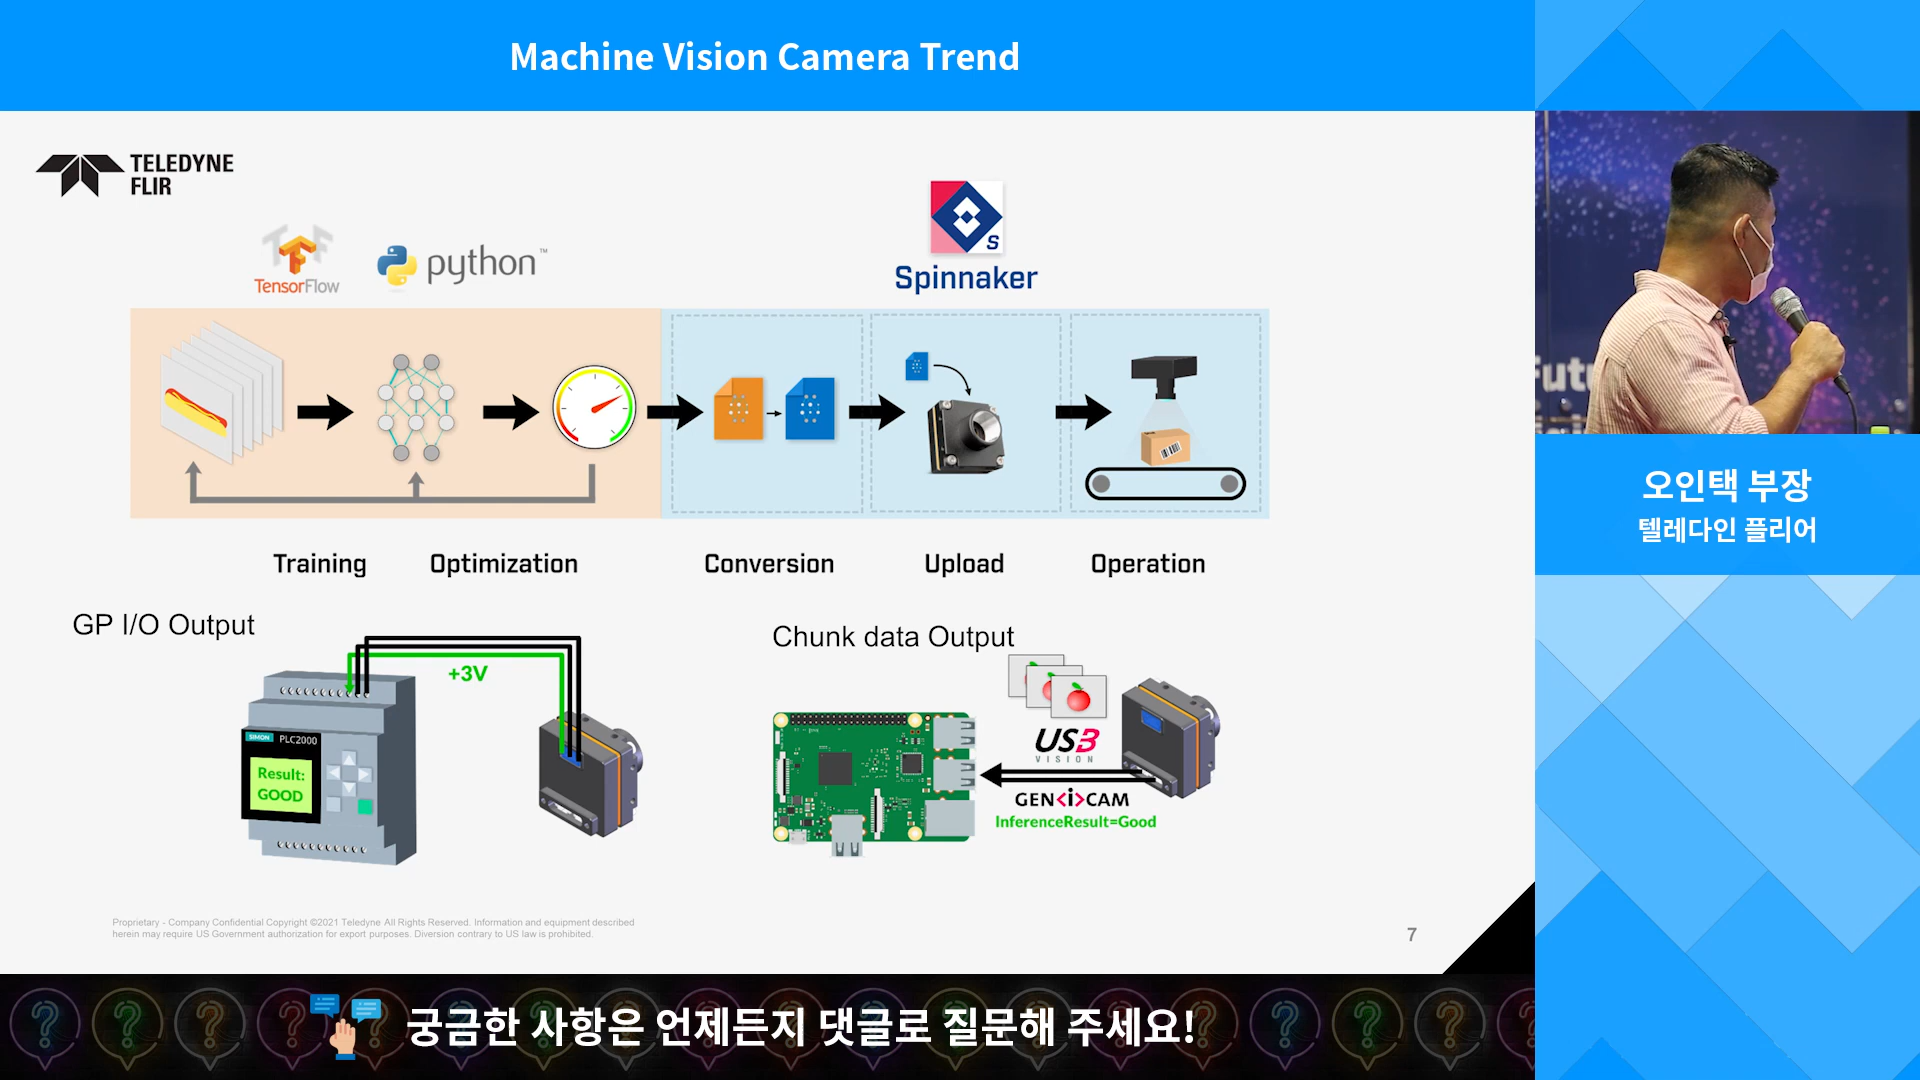 Machine Vision Camera Trend
TELEDYNE
FLIR
TensorFlow
python™
S
Spinnaker
Training
Optimization
Conversion
Upload
Operation
GP I/O Output
+3V
SIMON PLC2000
Result:
GOOD
Chunk data Output
USB
VISION
GEN<i>CAM
InferenceResult=Good
Proprietary - Company Confidential Copyright ©2021 Teledyne All Rights Reserved. Information and equipment described
herein may require US Government authorization for export purposes. Diversion contrary to US law is prohibited.
7
오인택 부장
텔레다인 플리어
궁금한 사항은 언제든지 댓글로 질문해 주세요!